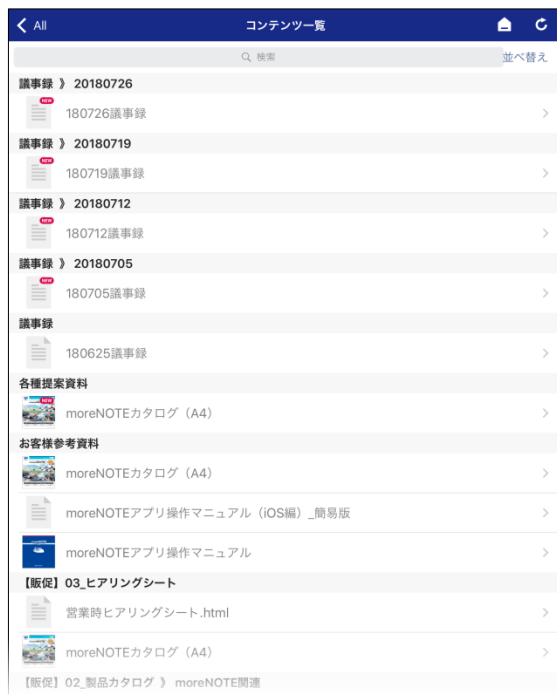 All
コンテンツ一覧
検索
並べ替え
議事録 》 20180726
NEW
180726議事録
議事録 》 20180719
NEW
180719議事録
議事録 》 20180712
NEW
180712議事録
議事録 》 20180705
NEW
180705議事録
議事録
180625議事録
各種提案資料
NEW
moreNOTEカタログ（A4）
お客様参考資料
moreNOTEカタログ（A4）
moreNOTEアプリ操作マニュアル（iOS編）_簡易版
moreNOTEアプリ操作マニュアル
【販促】03_ヒアリングシート
営業時ヒアリングシート.html
moreNOTEカタログ（A4）
【販促】02_製品カタログ 》 moreNOTE関連